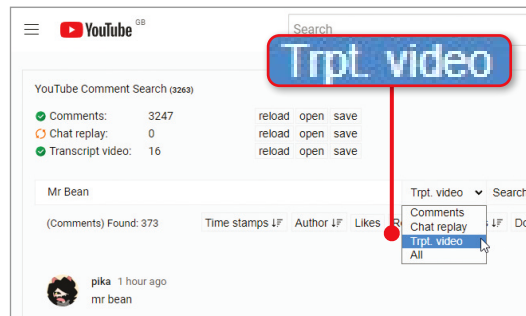 YouTube GB
Search
Trpt. video
YouTube Comment Search (3263)
Comments: 3247 reload open save
Chat replay: 0 reload open save
Transcript video: 16 reload open save
Mr Bean Trpt. video Search
(Comments) Found: 373 Time stamps ↓F Author ↓F Likes
Comments
Chat replay
Trpt. video
All
pika 1 hour ago
mr bean